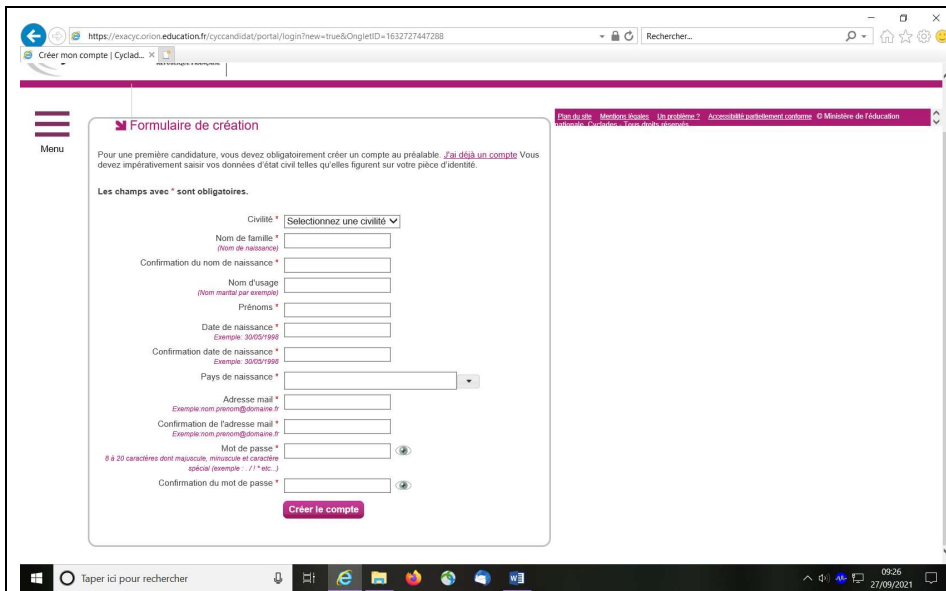 https://exacyc.orion.education.fr/cyccandidat/portal/login?new=true&OngletID=1632727447288
Rechercher...
Créer mon compte | Cyclad...
Menu
Formulaire de création
Plan du site Mentions légales Un problème ? Accessibilité partiellement conforme © Ministère de l'éducation
nationale, Cyclades - Tous droits réservés
Pour une première candidature, vous devez obligatoirement créer un compte au préalable. J'ai déjà un compte Vous
devez impérativement saisir vos données d'état civil telles qu'elles figurent sur votre pièce d'identité.
Les champs avec * sont obligatoires.
Civilité * Selectionnez une civilité
Nom de famille *
(Nom de naissance)
Confirmation du nom de naissance *
Nom d'usage
(Nom marital par exemple)
Prénoms *
Date de naissance *
Exemple: 30/05/1998
Confirmation date de naissance *
Exemple: 30/05/1998
Pays de naissance *
Adresse mail *
Exemple:nom.prenom@domaine.fr
Confirmation de l'adresse mail *
Exemple:nom.prenom@domaine.fr
Mot de passe *
8 à 20 caractères dont majuscule, minuscule et caractère
spécial (exemple : . / ! * etc...)
Confirmation du mot de passe *
Créer le compte
Taper ici pour rechercher
09:26
27/09/2021